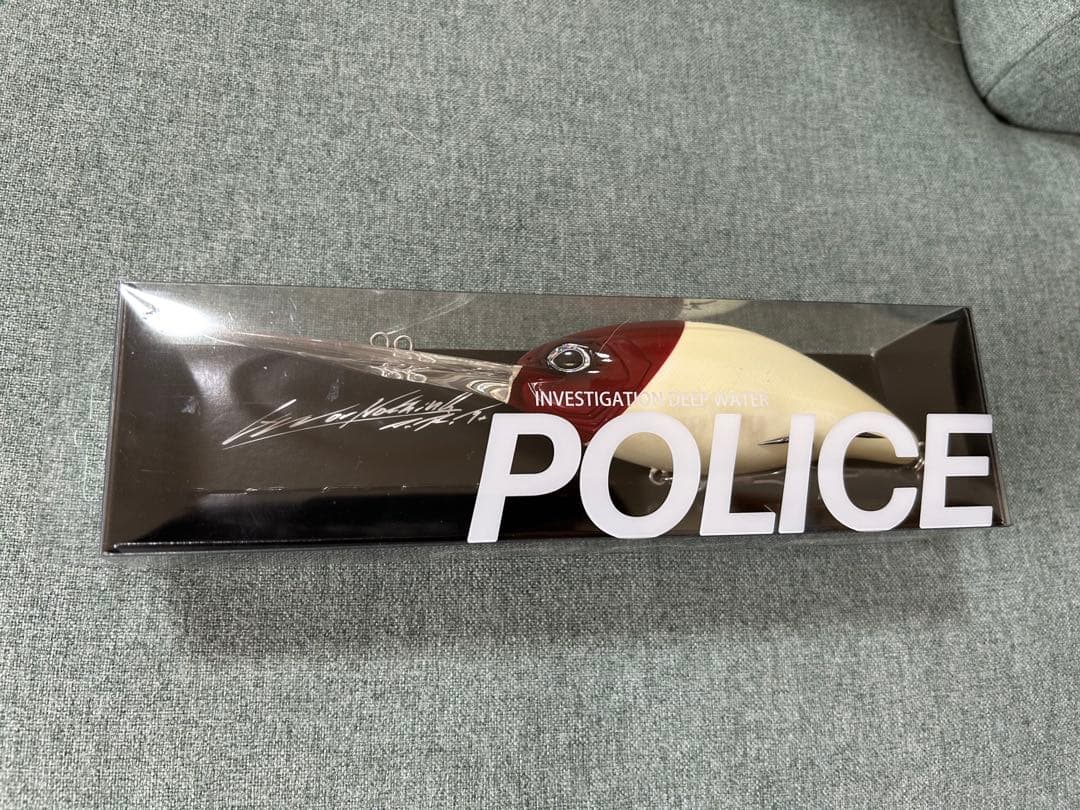 INVESTIGATION DEEP WATER
POLICE